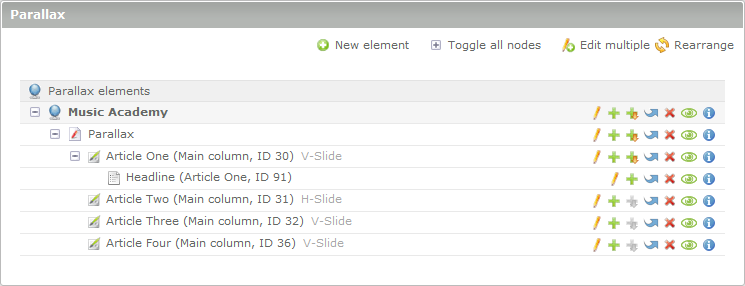 Parallax
New element Toggle all nodes Edit multiple Rearrange
Parallax elements
Music Academy
Parallax
Article One (Main column, ID 30) V-Slide
Headline (Article One, ID 91)
Article Two (Main column, ID 31) H-Slide
Article Three (Main column, ID 32) V-Slide
Article Four (Main column, ID 36) V-Slide